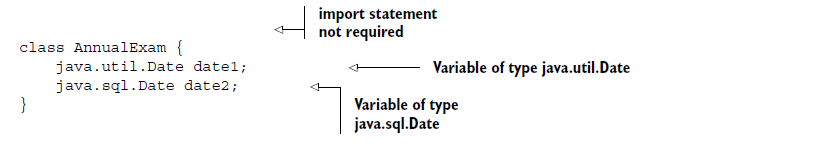 import statement
not required
class AnnualExam {
java.util.Date date1;
Variable of type java.util.Date
java.sql.Date date2;
}
Variable of type
java.sql.Date